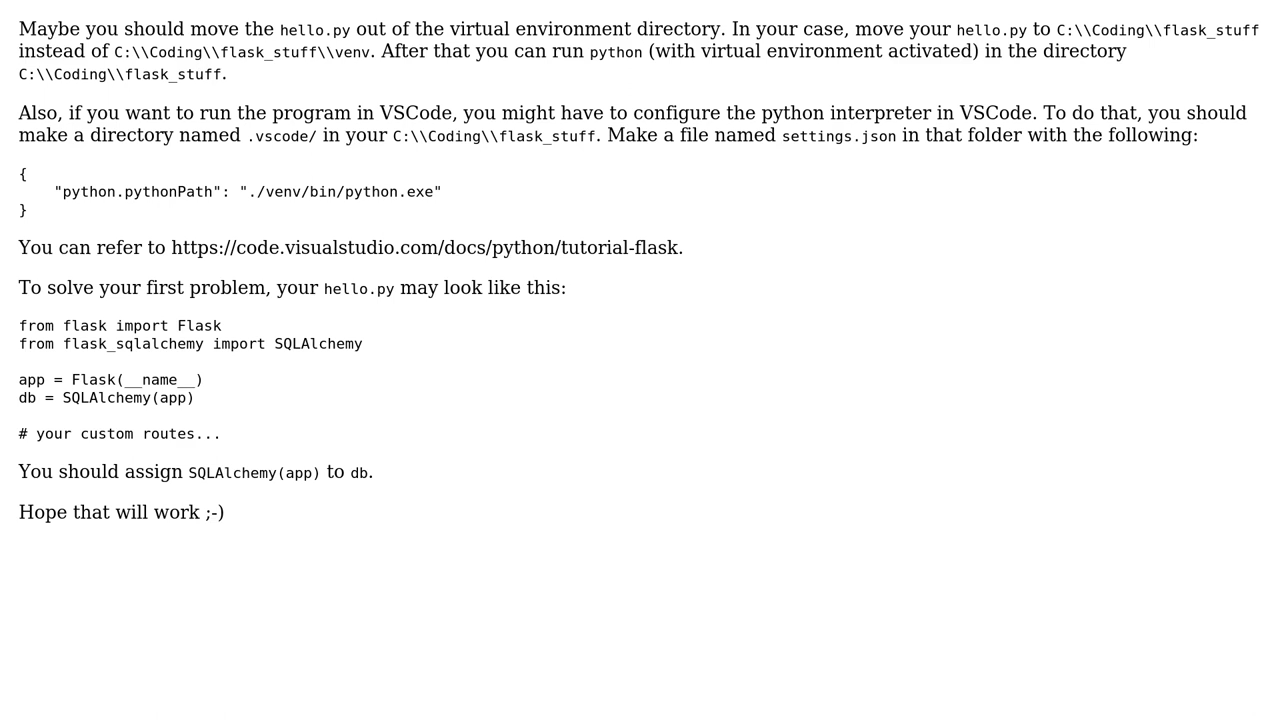 Maybe you should move the hello.py out of the virtual environment directory. In your case, move your hello.py to C:\\Coding\\flask_stuff
instead of C:\\Coding\\flask_stuff\\venv. After that you can run python (with virtual environment activated) in the directory
C:\\Coding\\flask_stuff.
Also, if you want to run the program in VSCode, you might have to configure the python interpreter in VSCode. To do that, you should
make a directory named .vscode/ in your C:\\Coding\\flask_stuff. Make a file named settings.json in that folder with the following:
{
    "python.pythonPath": "./venv/bin/python.exe"
}
You can refer to https://code.visualstudio.com/docs/python/tutorial-flask.
To solve your first problem, your hello.py may look like this:
from flask import Flask
from flask_sqlalchemy import SQLAlchemy
app = Flask(__name__)
db = SQLAlchemy(app)
# your custom routes...
You should assign SQLAlchemy(app) to db.
Hope that will work ;-)